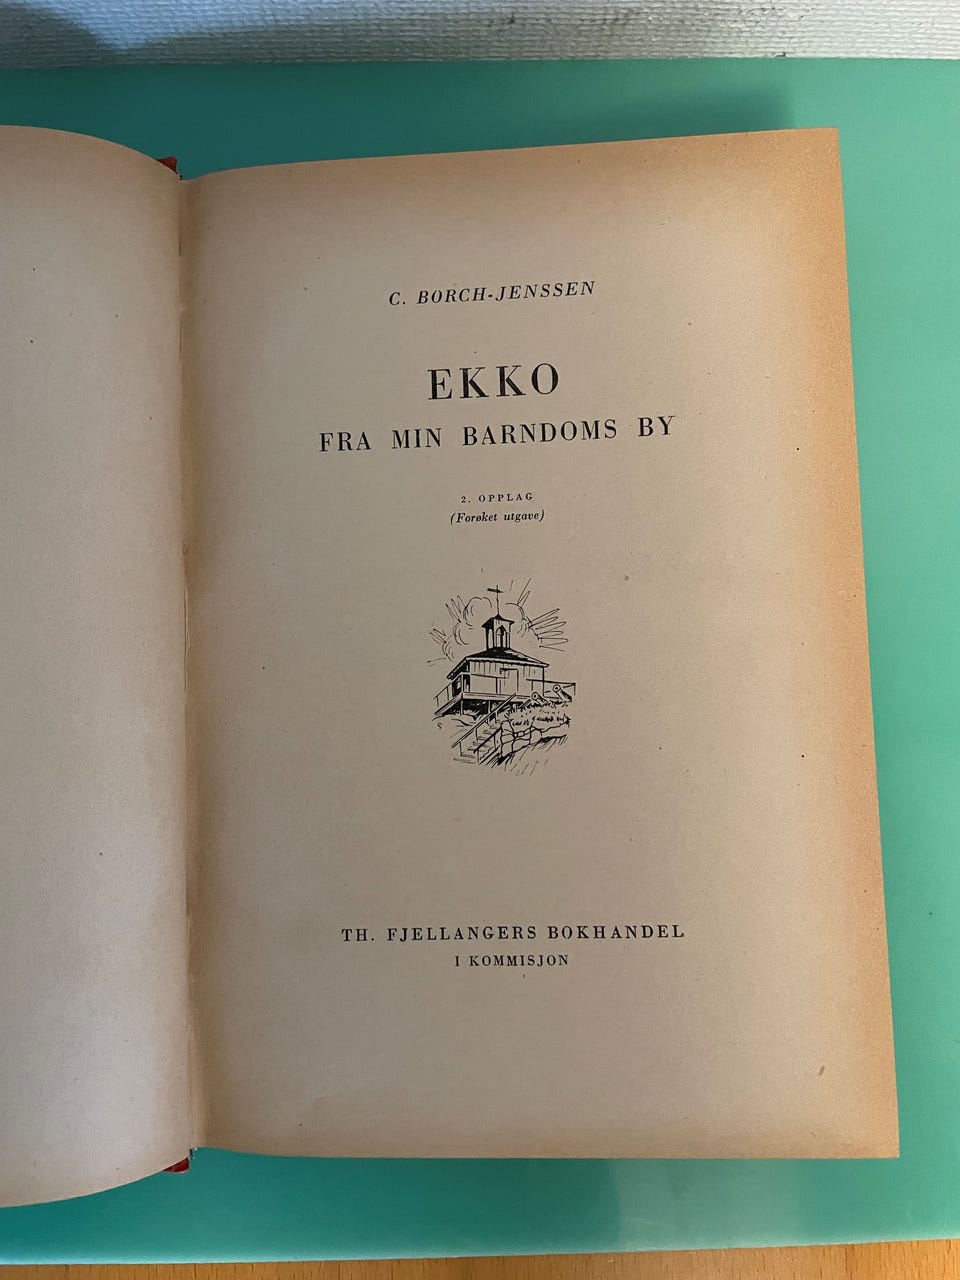 C. BORCH-JENSSEN
EKKO
FRA MIN BARNDOMS BY
2. OPPLAG
(Forøket utgave)
TH. FJELLANGERS BOKHANDEL
I KOMMISJON